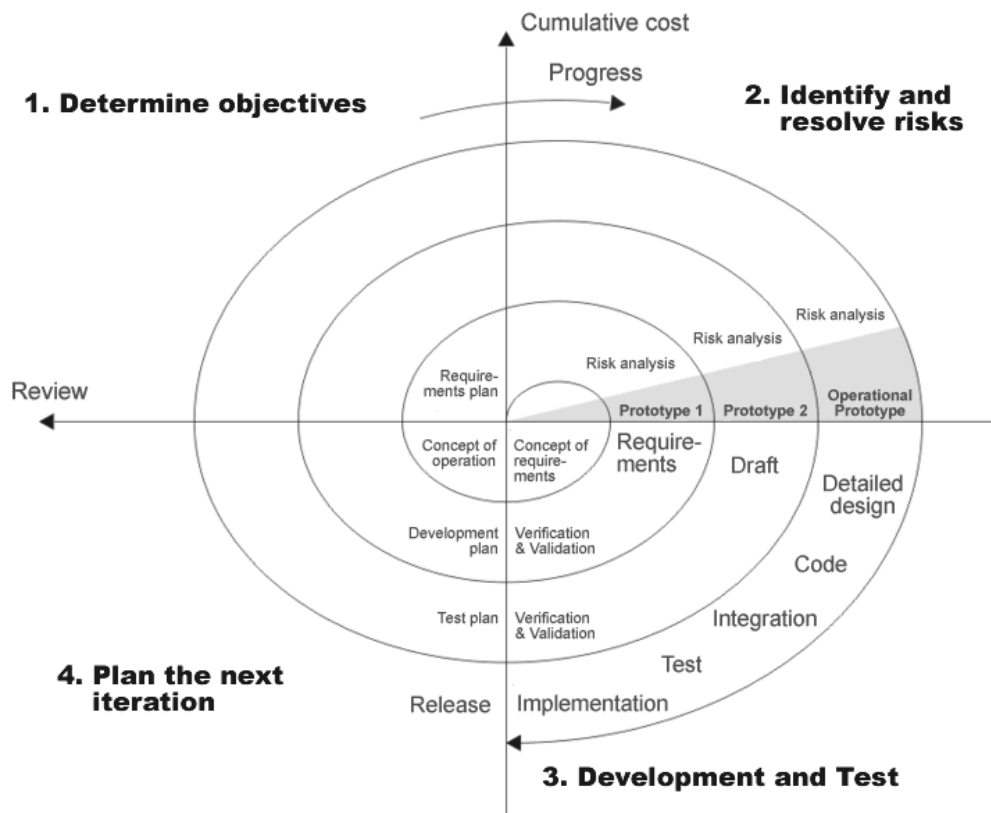 Cumulative cost
Progress
1. Determine objectives
2. Identify and
resolve risks
Risk analysis
Risk analysis
Risk analysis
Review
Require-
ments plan
Prototype 1
Prototype 2
Operational
Prototype
Concept of
operation
Concept of
require-
ments
Require-
ments
Draft
Detailed
design
Development
plan
Verification
& Validation
Code
Test plan
Verification
& Validation
Integration
Test
4. Plan the next
iteration
Release
Implementation
3. Development and Test